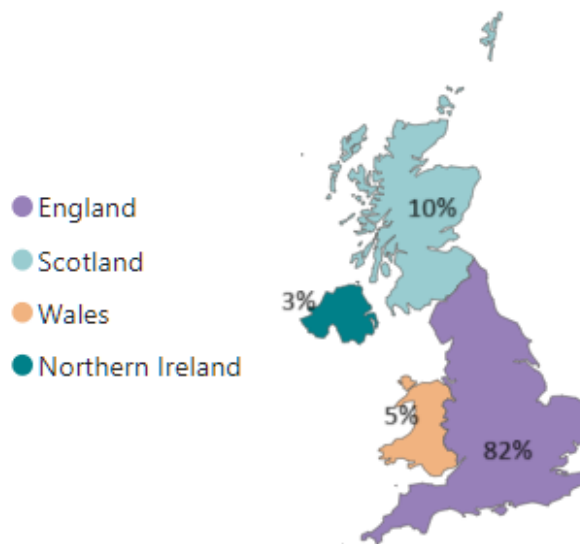 England
Scotland
Wales
Northern Ireland
10%
3%
5%
82%